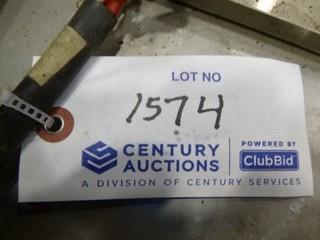 LOT NO
1574
CENTURY AUCTIONS
POWERED BY
ClubBid
A DIVISION OF CENTURY SERVICES